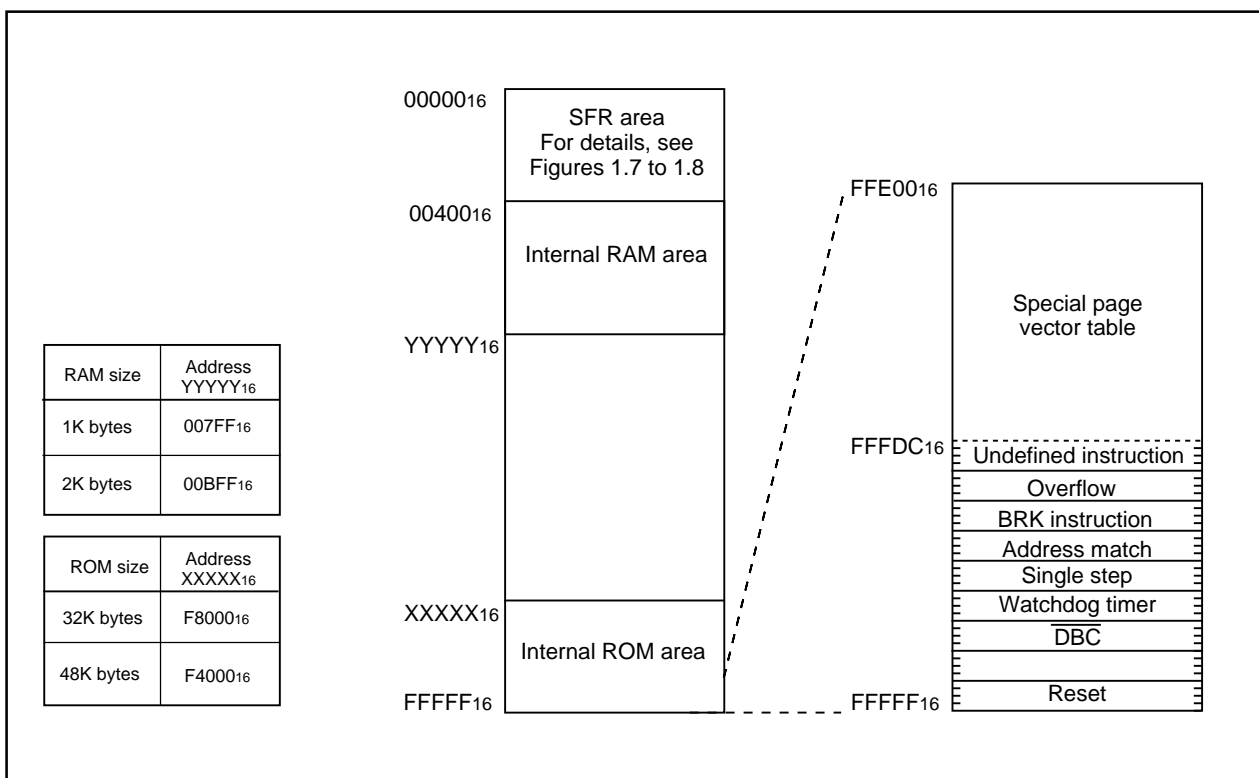 0000016
SFR area
For details, see
Figures 1.7 to 1.8
0040016
Internal RAM area
YYYYY16
XXXXX16
Internal ROM area
FFFFF16
RAM size Address YYYYY16
1K bytes 007FF16
2K bytes 00BFF16
ROM size Address XXXXX16
32K bytes F800016
48K bytes F400016
FFE0016
Special page
vector table
FFFDC16
Undefined instruction
Overflow
BRK instruction
Address match
Single step
Watchdog timer
DBC
Reset
FFFFF16